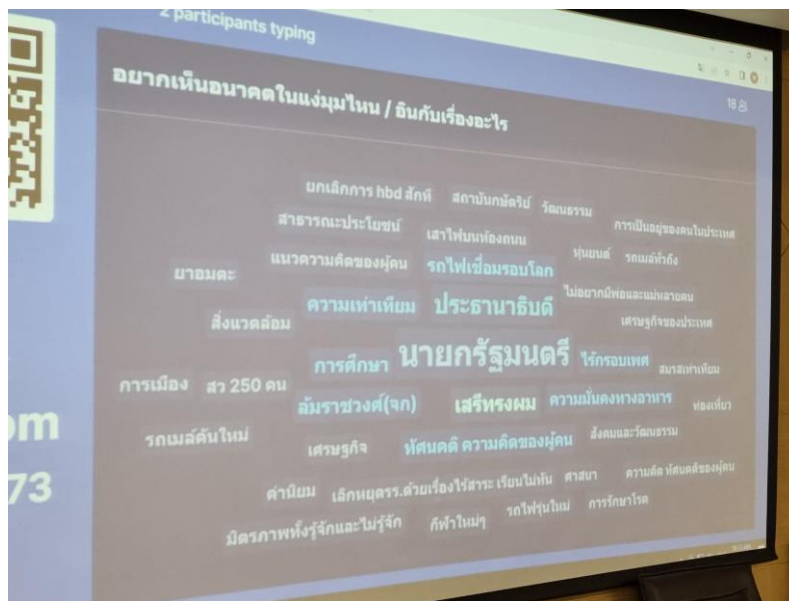 2 participants typing
18
อยากเห็นอนาคตในแง่มุมไหน / อินกับเรื่องอะไร
ยกเลิกการ hbd สักที สถาบันกษัตริย์ วัฒนธรรม
สาธารณะประโยชน์ เสาไฟบนท้องถนน การเป็นอยู่ของคนในประเทศ
ยาอมตะ แนวความคิดของผู้คน รถไฟเชื่อมรอบโลก หุ่นยนต์ รถเมล์ทั่วถึง
ความเท่าเทียม ประธานาธิบดี ไม่อยากมีพ่อและแม่หลายคน
สิ่งแวดล้อม เศรษฐกิจของประเทศ
การศึกษา นายกรัฐมนตรี ไร้กรอบเพศ สมรสเท่าเทียม
การเมือง สว 250 คน ล้มราชวงศ์(จก) เสรีทรงผม ความมั่นคงทางอาหาร ท่องเที่ยว
รถเมล์คันใหม่ เศรษฐกิจ ทัศนคติ ความคิดของผู้คน สังคมและวัฒนธรรม
ค่านิยม เลิกหยุดรร.ด้วยเรื่องไร้สาระ เรียนไม่ทัน ศาสนา ความคิด ทัศนคติของผู้คน
มิตรภาพทั้งรู้จักและไม่รู้จัก กีฬาใหม่ๆ รถไฟรุ่นใหม่ การรักษาโรค
om
73